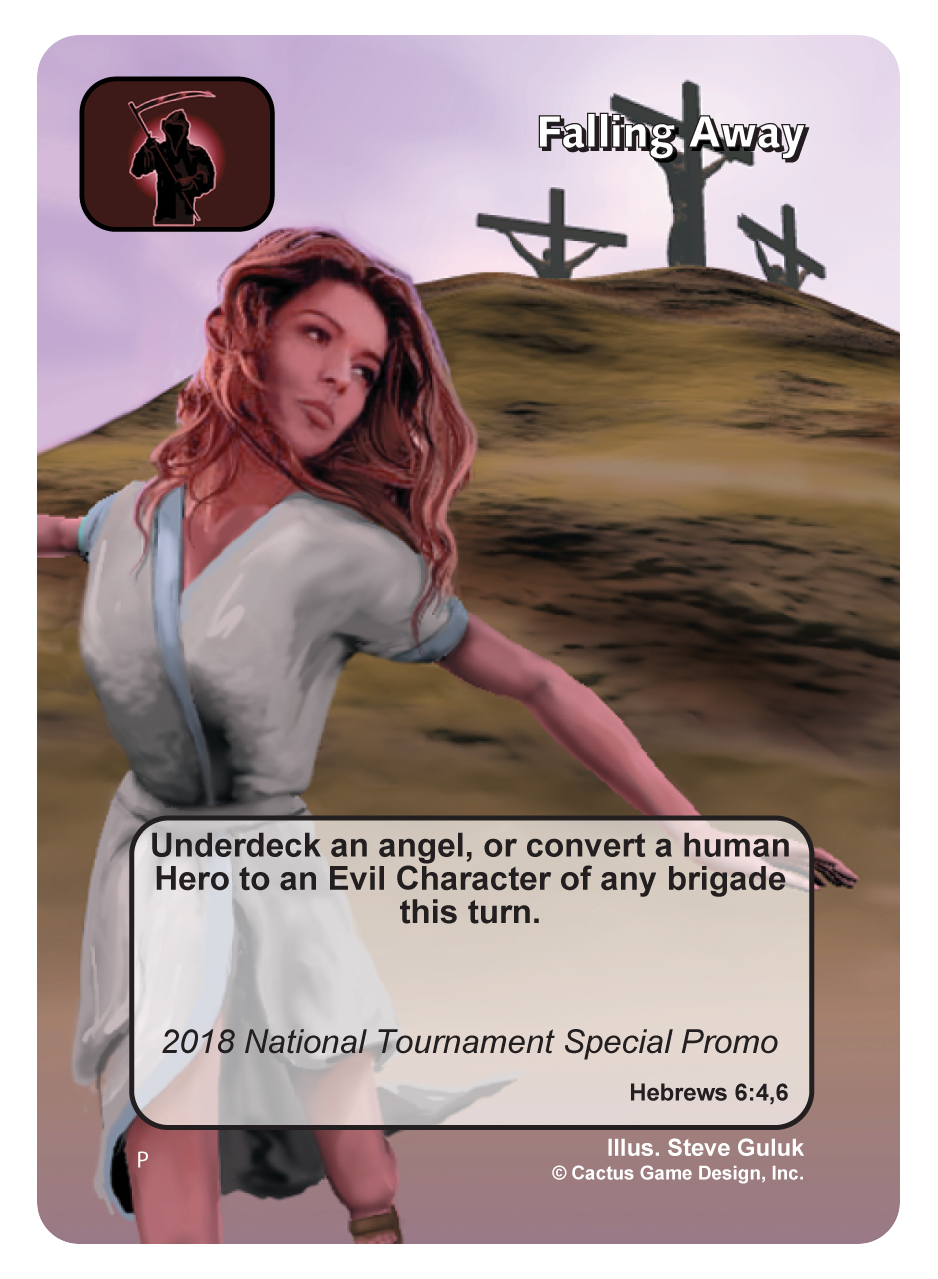 Falling Away
Underdeck an angel, or convert a human
Hero to an Evil Character of any brigade
this turn.
2018 National Tournament Special Promo
Hebrews 6:4,6
P
Illus. Steve Guluk
© Cactus Game Design, Inc.